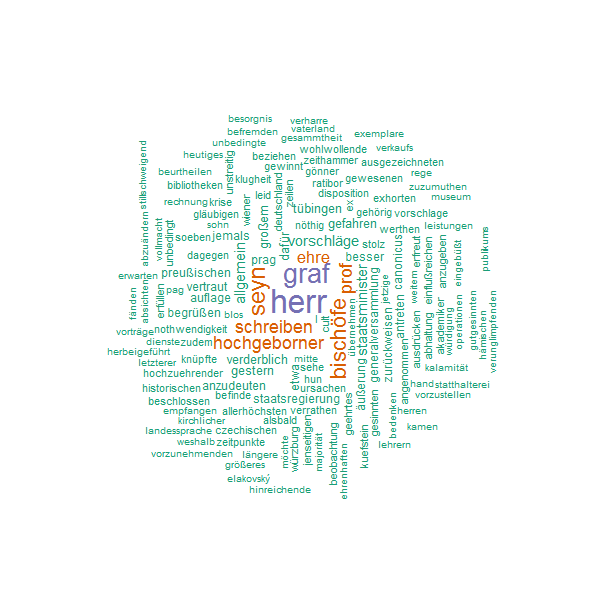 besorgnis
verharre
befremden
vaterland
unbedingte
gesammtheit
exemplare
stillschweigend
heutiges
wohlwollende
verkaufs
beziehen
zeithammer
ausgezeichneten
beurtheilen
unstreitig
gewinnt
gönner
gewesenen
rege
bibliotheken
klugheit
ratibor
zuzumuthen
deutschland
zeilen
leid
disposition
exhorten
museum
rechnung
krise
wiener
großem
tübingen
ex
gehörig
vorschlage
abzuändern
vollmacht
gläubigen
sohn
nöthig
gefahren
werthen
leistungen
unbedingt
soeben
jemals
dafür
vorschläge
stolz
erfreut
anzugeben
publikums
dagegen
allgemein
prag
ehre
besser
canonicus
einflußreichen
eingebüßt
erwarten
preußischen
seyn
graf
prof
staatsminister
weitern
erfüllen
pag
vertraut
auflage
herr
übernehmen
generalversammlung
jetzige
fänden
absichten
begrüßen
blos
l
cult
bischöfe
zurückweisen
antreten
ausdrücken
abhaltung
akademiker
würdigung
operationen
gutgesinnten
hämischen
verunglimpfenden
vorträge
nothwendigkeit
schreiben
dienste
zudem
hochgeborner
herbeigeführt
letzterer
knüpfte
verderblich
mitte
sehe
äußerung
angenommen
kalamität
hochzuehrender
gestern
etwa
hun
gesinnten
hand
statthalterei
historischen
anzudeuten
ursachen
vorzustellen
beschlossen
befinde
staatsregierung
geehrtes
herren
empfangen
allerhöchsten
verrathen
bedenken
kirchlicher
alsbald
kamen
landessprache
czechischen
weshalb
zeitpunkte
möchte
würzburg
jenseitigen
majorität
beobachtung
ehrenhaften
kuefstein
lehrern
vorzunehmenden
längere
größeres
elakovský
hinreichende